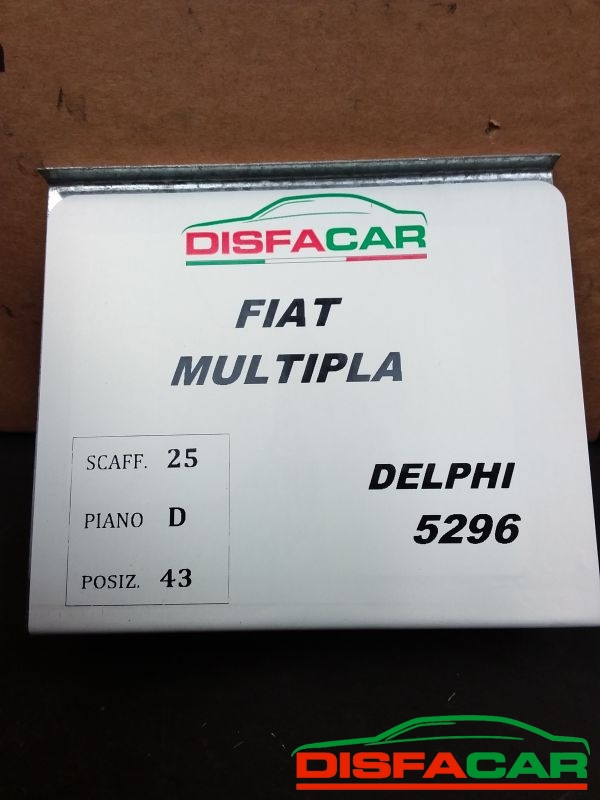 DISFACAR
FIAT
MULTIPLA
SCAFF. 25
PIANO D
POSIZ. 43
DELPHI
5296
DISFACAR